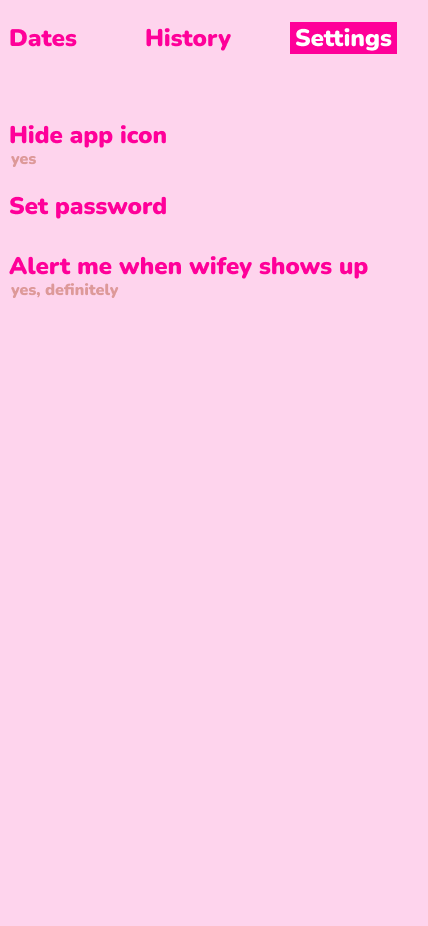 Dates History Settings
Hide app icon
yes
Set password
Alert me when wifey shows up
yes, definitely